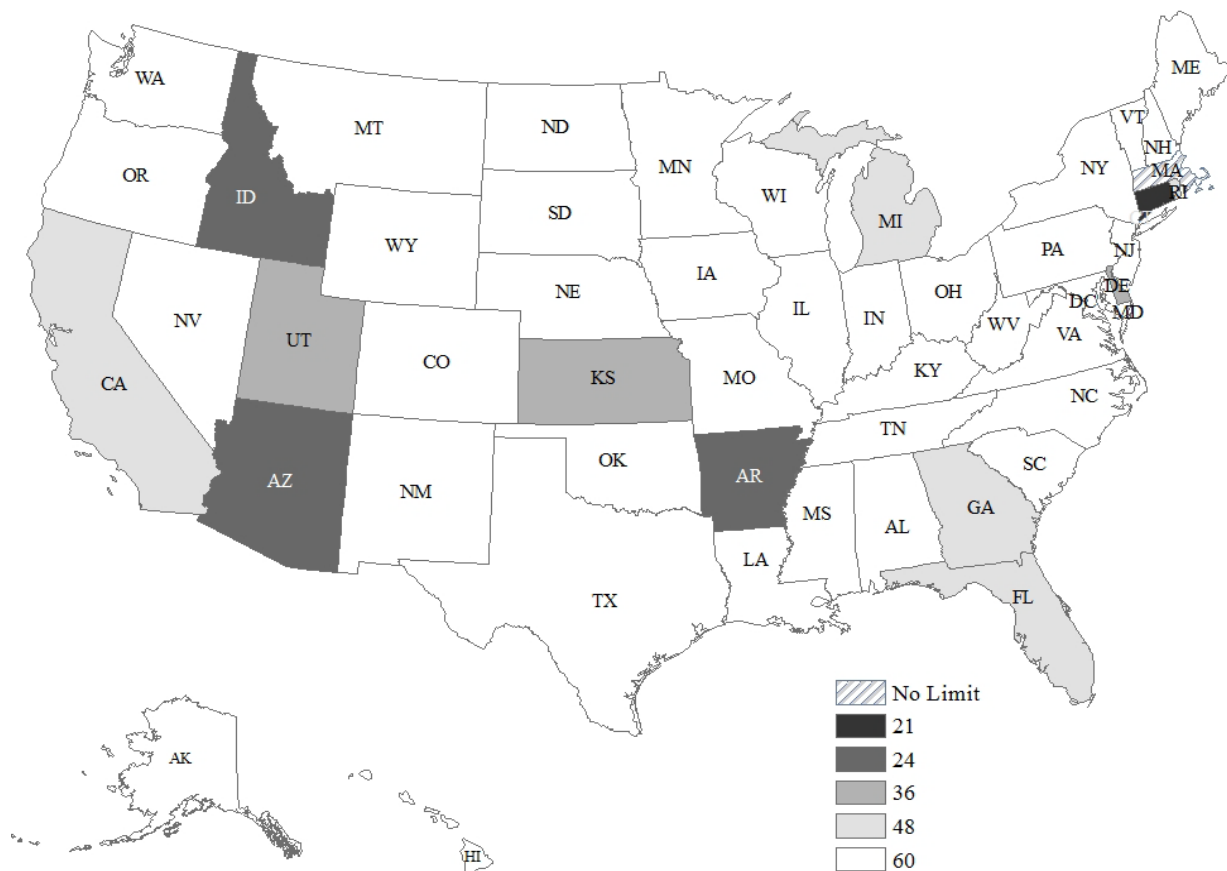 WA
MT
ND
MN
ME
VT
NH
OR
ID
SD
WI
NY
MA
RI
WY
MI
IA
PA
NJ
NE
NV
UT
CO
IL
IN
OH
DE
DC
MD
WV
VA
CA
KS
MO
KY
NC
TN
AZ
NM
OK
AR
SC
MS
AL
GA
LA
TX
FL
No Limit
21
24
36
48
60
AK
HI